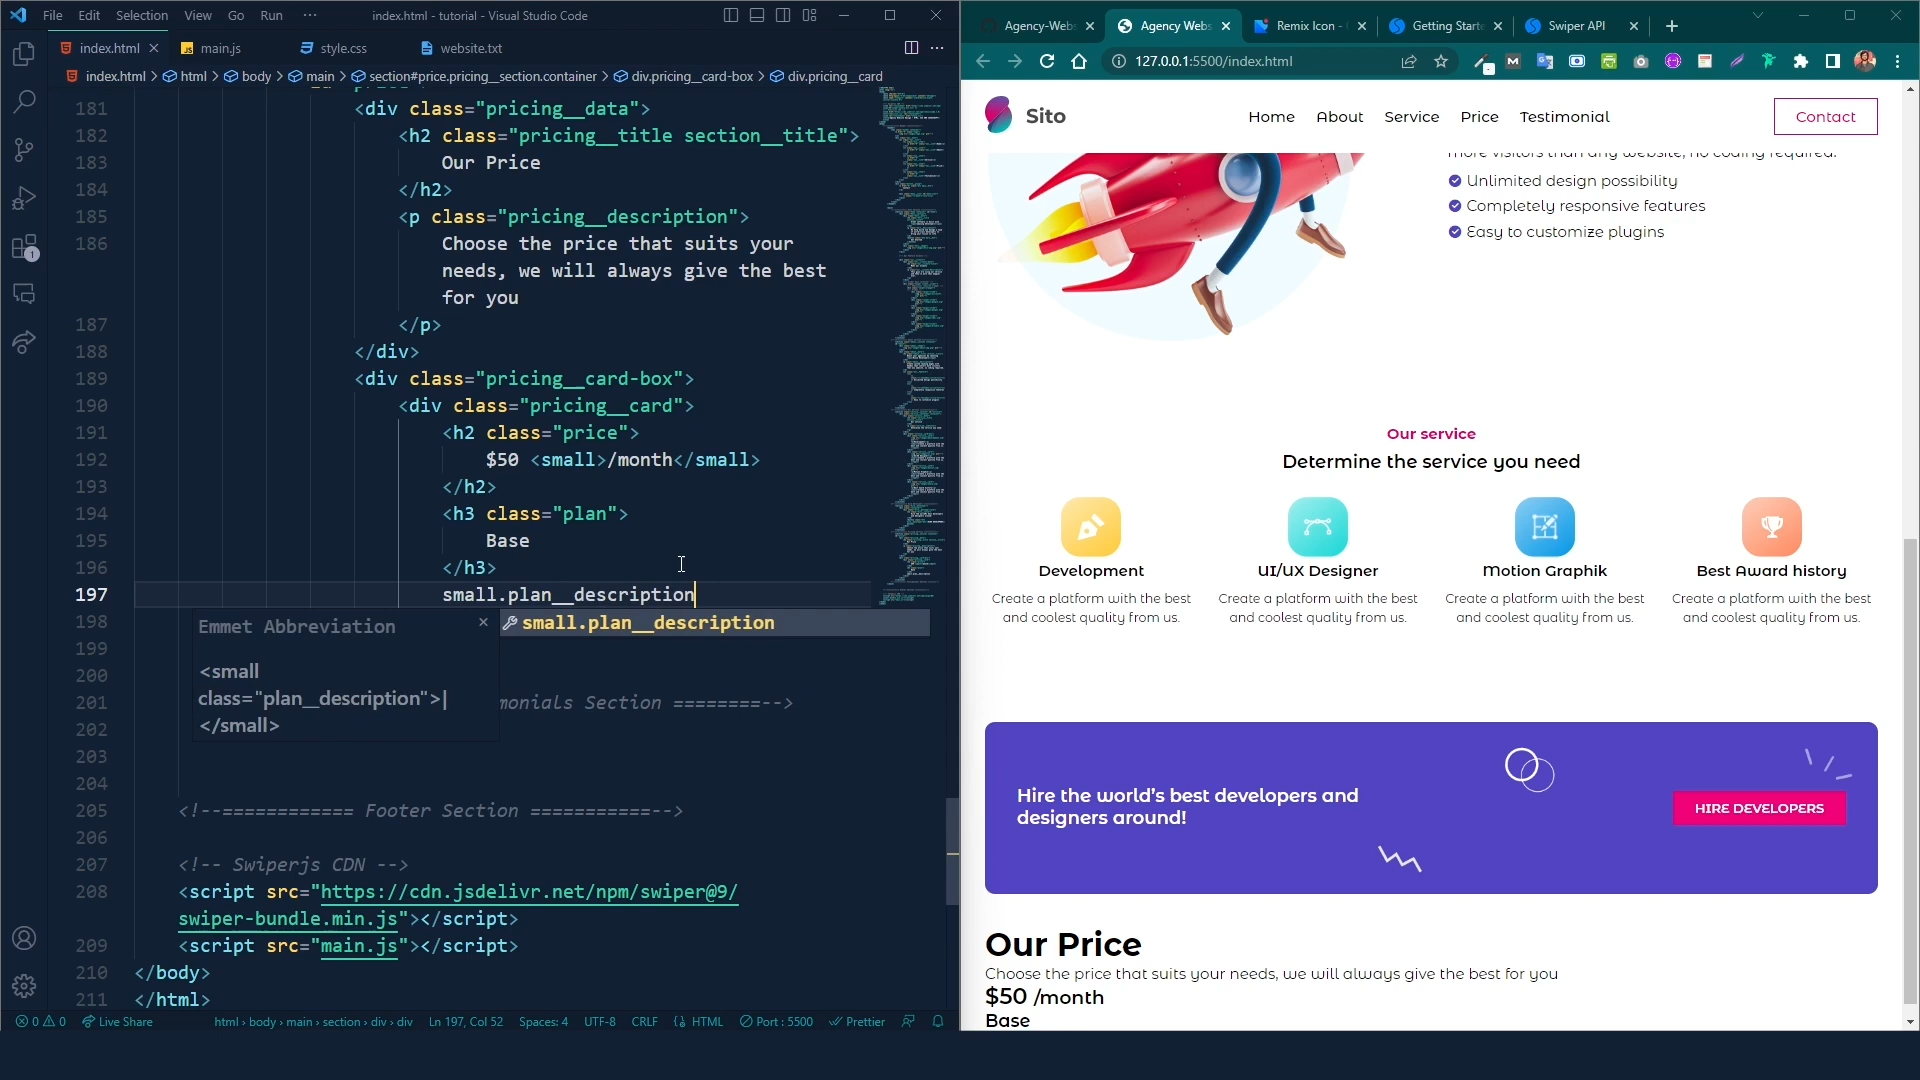 File Edit Selection View Go Run ··· index.html - tutorial - Visual Studio Code
index.html main.js style.css website.txt
index.html > html > body > main > section#price.pricing__section.container > div.pricing__card-box > div.pricing__card
181 <div class="pricing__data">
182 <h2 class="pricing__title section__title">
183 Our Price
184 </h2>
185 <p class="pricing__description">
186 Choose the price that suits your
needs, we will always give the best
for you
187 </p>
188 </div>
189 <div class="pricing__card-box">
190 <div class="pricing__card">
191 <h2 class="price">
192 $50 <small>/month</small>
193 </h2>
194 <h3 class="plan">
195 Base
196 </h3>
197 small.plan__description
198
Emmet Abbreviation
small.plan__description
199
<small
class="plan__description">|
</small>
200
201 monials Section ========-->
202
203
204
205 <!--============ Footer Section ===========-->
206
207 <!-- Swiperjs CDN -->
208 <script src="https://cdn.jsdelivr.net/npm/swiper@9/
swiper-bundle.min.js"></script>
209 <script src="main.js"></script>
210 </body>
211 </html>
0 0 Live Share html › body › main › section › div › div Ln 197, Col 52 Spaces: 4 UTF-8 CRLF HTML Port : 5500 Prettier
Agency-Web Agency Webs Remix Icon - Getting Starte Swiper API
127.0.0.1:5500/index.html
Sito
Home About Service Price Testimonial Contact
more visitors than any website, no coding required.
Unlimited design possibility
Completely responsive features
Easy to customize plugins
Our service
Determine the service you need
Development
Create a platform with the best
and coolest quality from us.
UI/UX Designer
Create a platform with the best
and coolest quality from us.
Motion Graphik
Create a platform with the best
and coolest quality from us.
Best Award history
Create a platform with the best
and coolest quality from us.
Hire the world's best developers and
designers around!
HIRE DEVELOPERS
Our Price
Choose the price that suits your needs, we will always give the best for you
$50 /month
Base